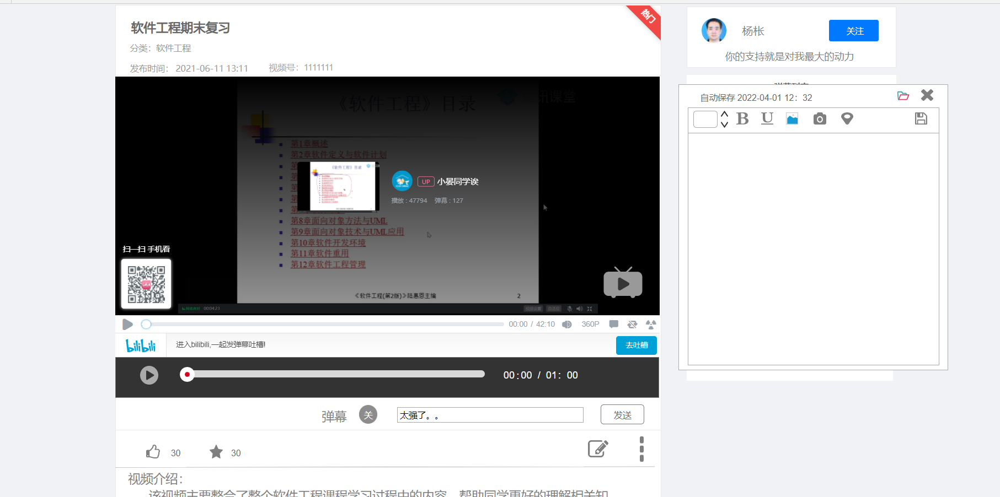 热门
软件工程期末复习
分类：软件工程
发布时间： 2021-06-11 13:11 视频号：1111111
《软件工程》目录
讯课堂
第1章概述
第2章软件定义与软件计划
《软件工程》目录
UP 小晏同学诶
播放 : 47794 弹幕 : 127
第8章面向对象方法与UML
第9章面向对象技术与UML应用
第10章软件开发环境
第11章软件重用
第12章软件工程管理
《软件工程(第2版)》陆惠恩主编 2
扫一扫 手机看
00:04:23
00:00 / 42:10 360P
bilibili 进入bilibili,一起发弹幕吐槽! 去吐槽
00:00 / 01：00
弹幕 关 太强了。。 发送
30 30
视频介绍：
该视频主要整合了整个软件工程课程学习过程中的内容，帮助同学更好的理解相关知
杨枨 关注
你的支持就是对我最大的动力
自动保存 2022-04-01 12：32
B U